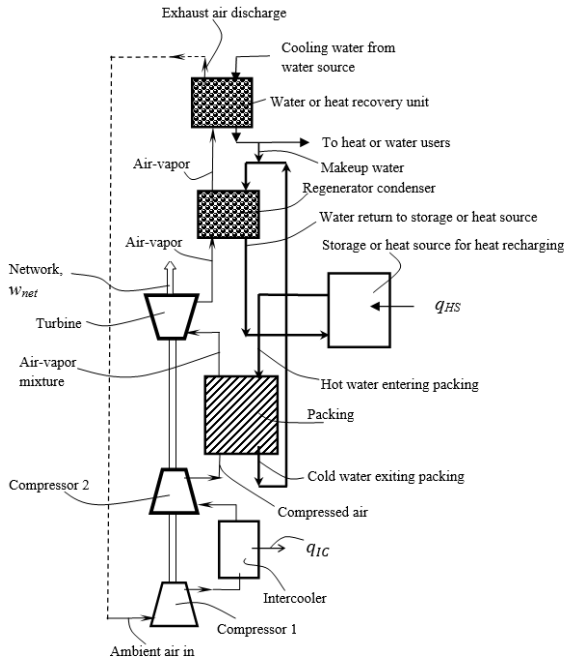 Exhaust air discharge
Cooling water from
water source
Water or heat recovery unit
To heat or water users
Makeup water
Air-vapor
Regenerator condenser
Water return to storage or heat source
Air-vapor
Storage or heat source for heat recharging
Network,
w_net
q_HS
Turbine
Air-vapor
mixture
Hot water entering packing
Packing
Cold water exiting packing
Compressor 2
Compressed air
q_IC
Intercooler
Compressor 1
Ambient air in